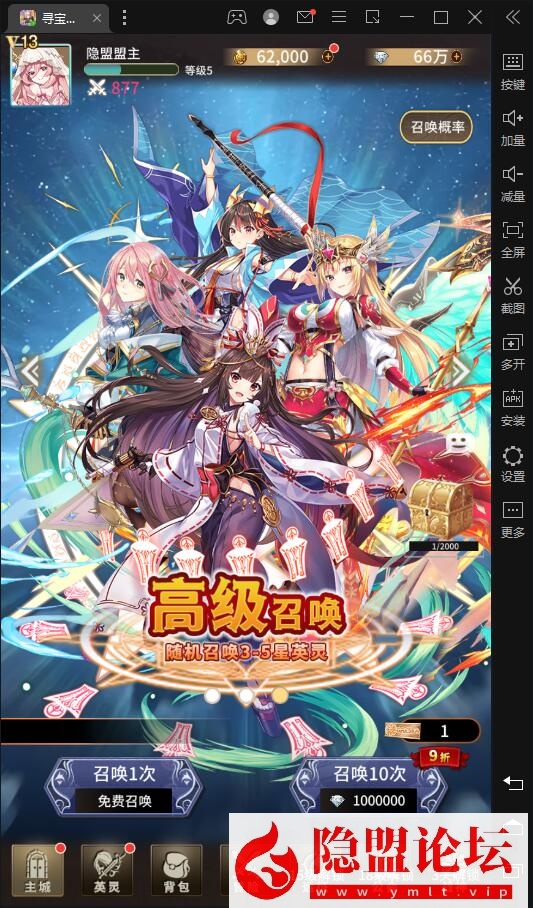 寻宝...
V13
隐盟盟主
62,000
66万
等级5
877
召唤概率
按键
加量
减量
全屏
截图
多开
APK
安装
设置
更多
1/2000
高级召唤
随机召唤3-5星英灵
1
9折
召唤1次
免费召唤
召唤10次
1000000
主城
英灵
背包
隐盟论坛
www.ymlt.vip